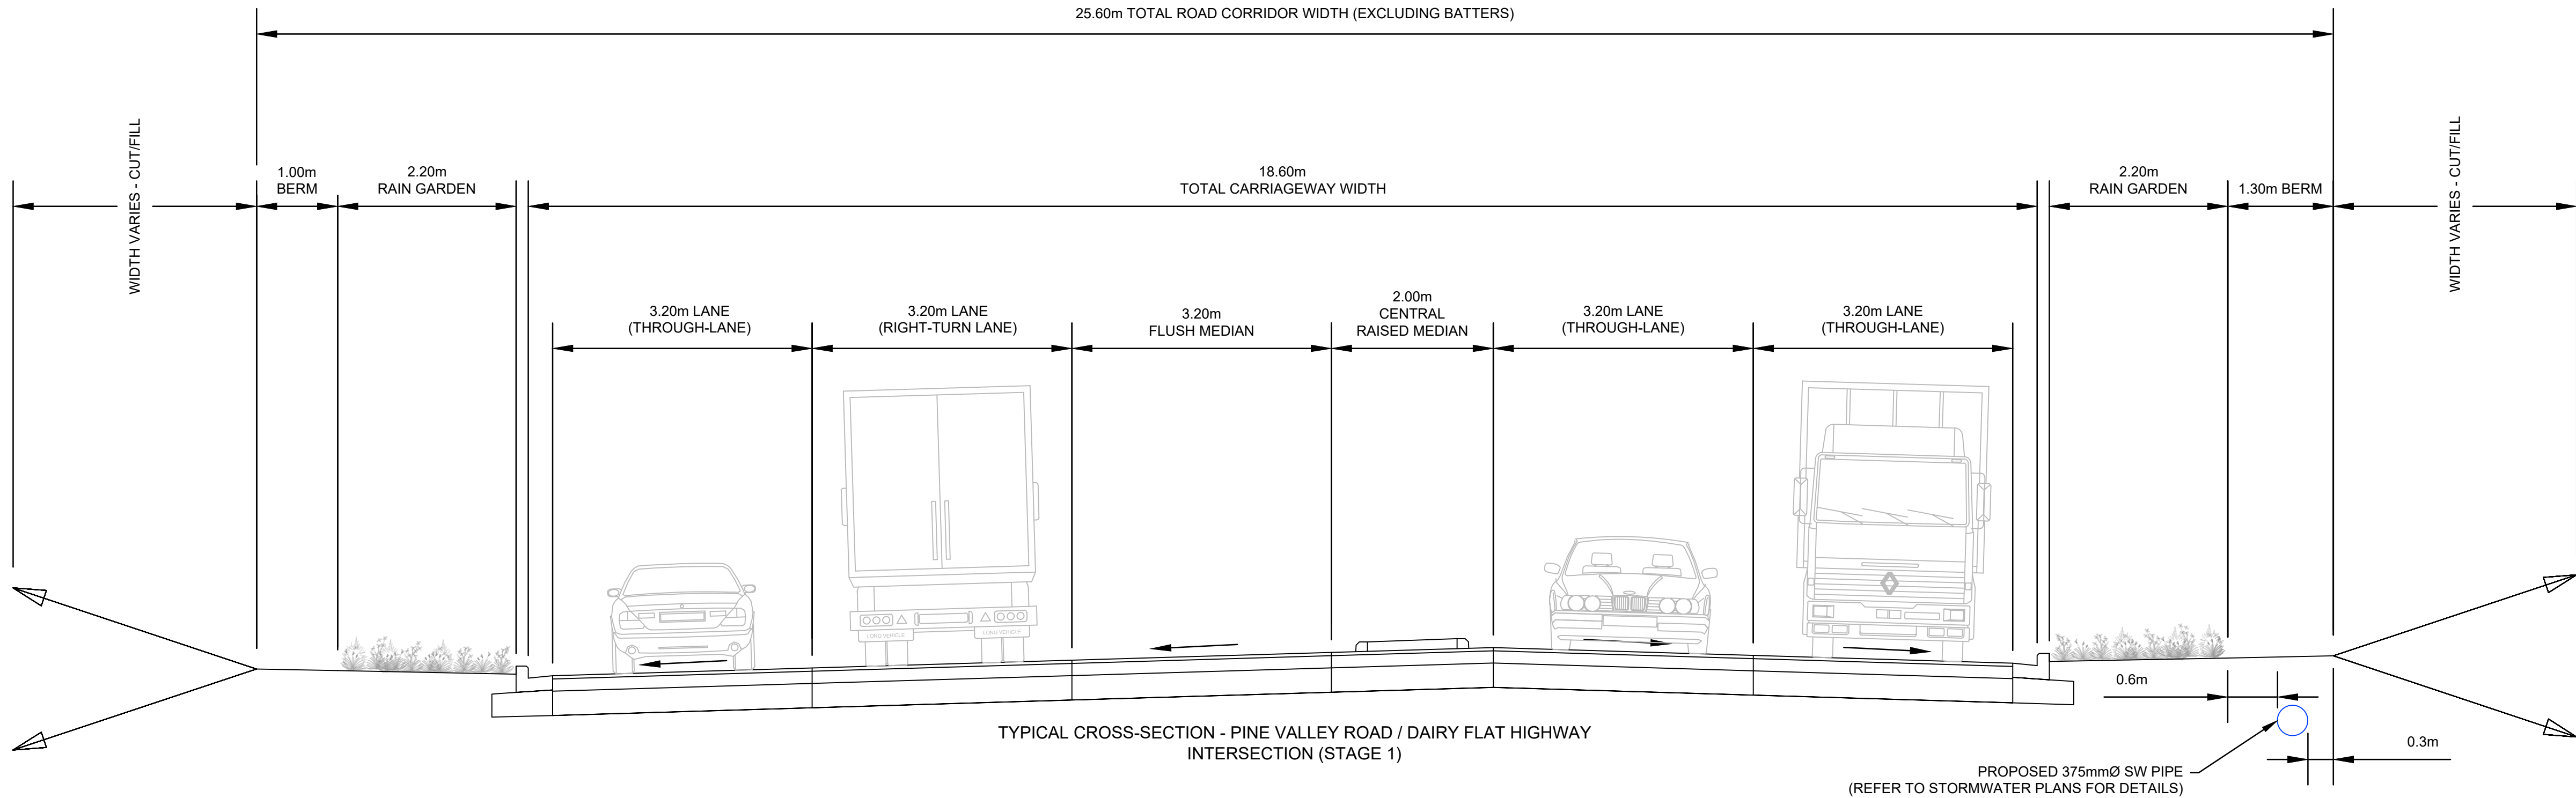 25.60m TOTAL ROAD CORRIDOR WIDTH (EXCLUDING BATTERS)
WIDTH VARIES - CUT/FILL
1.00m
BERM
2.20m
RAIN GARDEN
18.60m
TOTAL CARRIAGEWAY WIDTH
2.20m
RAIN GARDEN
1.30m BERM
WIDTH VARIES - CUT/FILL
3.20m LANE
(THROUGH-LANE)
3.20m LANE
(RIGHT-TURN LANE)
3.20m
FLUSH MEDIAN
2.00m
CENTRAL
RAISED MEDIAN
3.20m LANE
(THROUGH-LANE)
3.20m LANE
(THROUGH-LANE)
LONG VEHICLE
LONG VEHICLE
0.6m
0.3m
TYPICAL CROSS-SECTION - PINE VALLEY ROAD / DAIRY FLAT HIGHWAY
INTERSECTION (STAGE 1)
PROPOSED 375mmØ SW PIPE
(REFER TO STORMWATER PLANS FOR DETAILS)